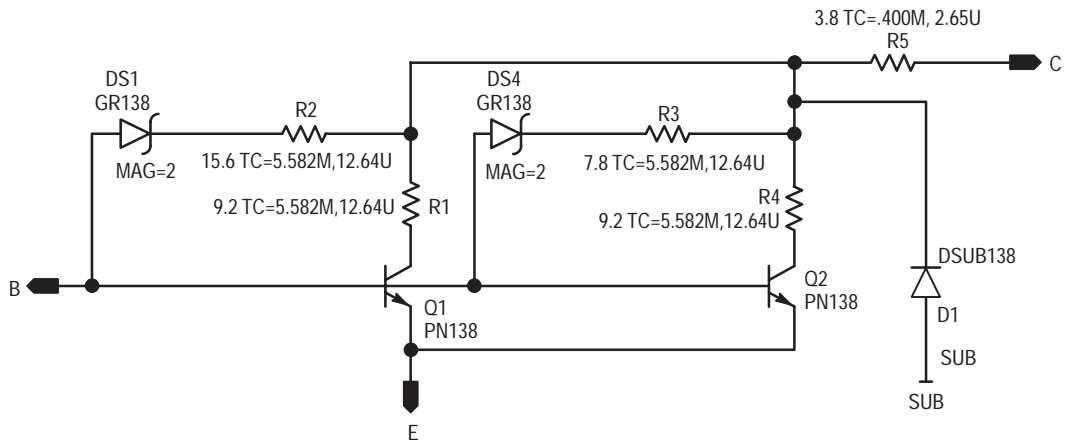 3.8 TC=.400M, 2.65U
R5
C
DS1
GR138
R2
DS4
GR138
R3
MAG=2
15.6 TC=5.582M,12.64U
MAG=2
7.8 TC=5.582M,12.64U
9.2 TC=5.582M,12.64U
R1
R4
9.2 TC=5.582M,12.64U
DSUB138
B
Q1
PN138
Q2
PN138
D1
SUB
SUB
E